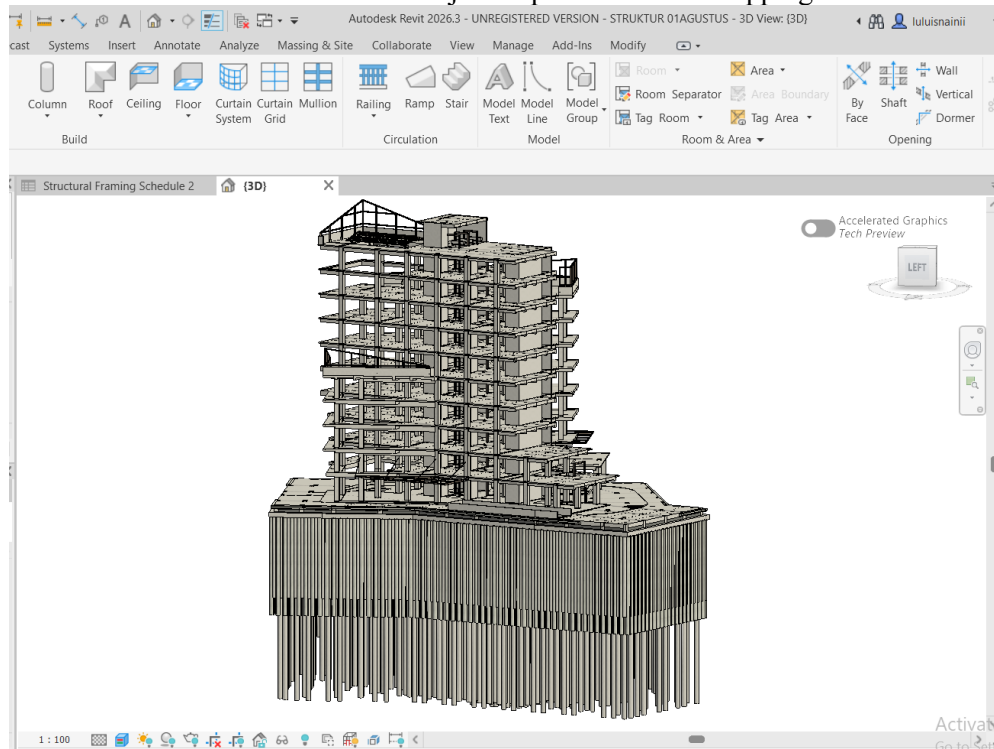 Autodesk Revit 2026.3 - UNREGISTERED VERSION - STRUKTUR 01AGUSTUS - 3D View: {3D}
luluisnainii
cast Systems Insert Annotate Analyze Massing & Site Collaborate View Manage Add-Ins Modify
Column Roof Ceiling Floor Curtain System Curtain Grid Mullion
Railing Ramp Stair
Model Text Model Line Model Group
Room
Room Separator
Tag Room
Area
Area Boundary
Tag Area
By Face Shaft
Wall
Vertical
Dormer
Build Circulation Model Room & Area Opening
Structural Framing Schedule 2 {3D}
Accelerated Graphics
Tech Preview
LEFT
1 : 100
Activat
Go to Set